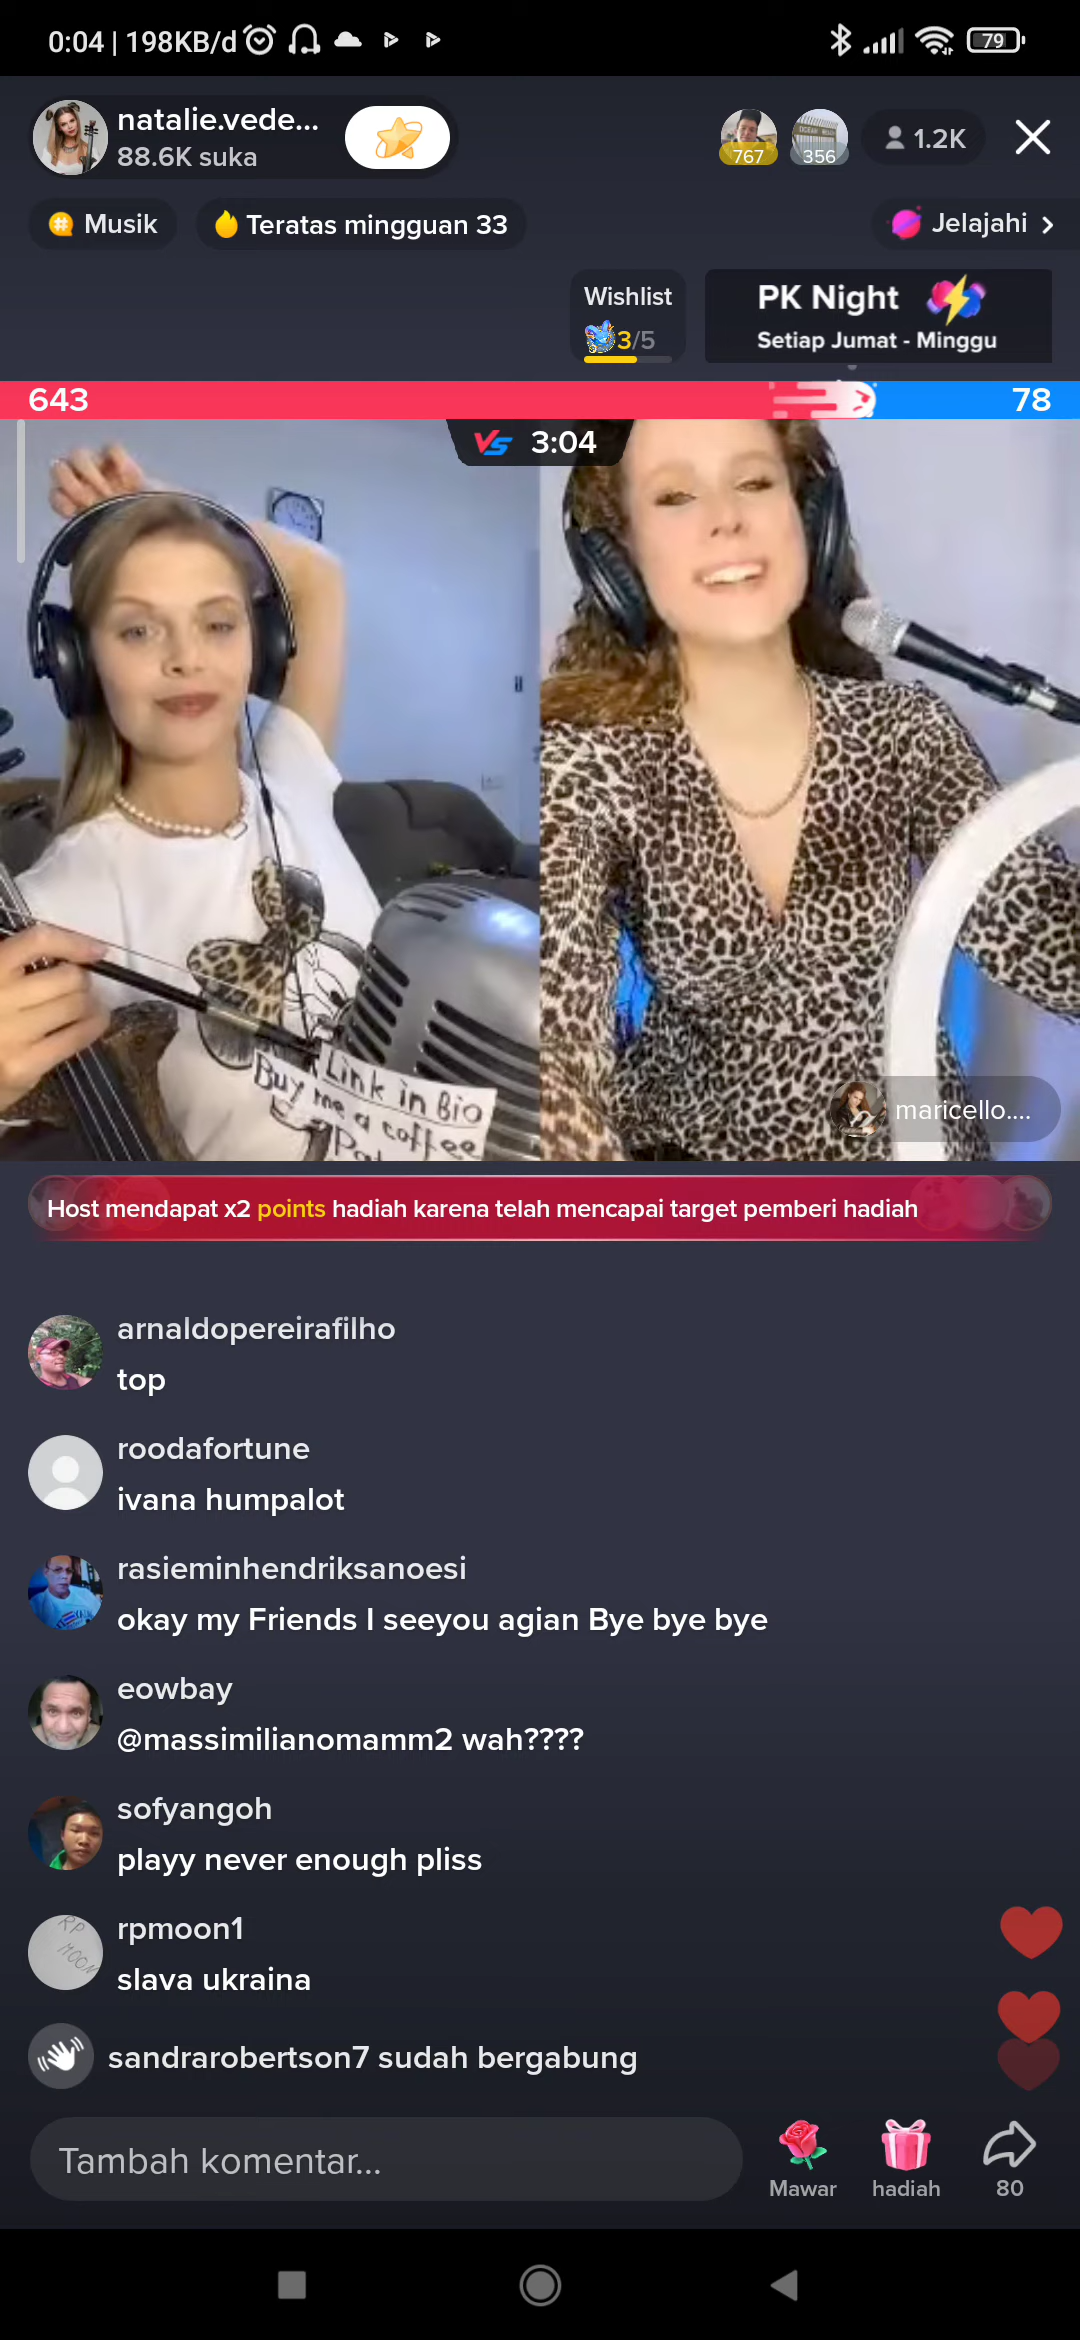 0:04 | 198KB/d
79
natalie.vede...
88.6K suka
767
356
1.2K
Musik
Teratas mingguan 33
Jelajahi
Wishlist
3/5
PK Night
Setiap Jumat - Minggu
643
78
VS 3:04
Link in Bio
Buy me a coffee
maricello....
Host mendapat x2 points hadiah karena telah mencapai target pemberi hadiah
arnaldopereirafilho
top
roodafortune
ivana humpalot
rasieminhendriksanoesi
okay my Friends I seeyou agian Bye bye bye
eowbay
@massimilianomamm2 wah????
sofyangoh
playy never enough pliss
RP
MOON
rpmoon1
slava ukraina
sandrarobertson7 sudah bergabung
Tambah komentar...
Mawar
hadiah
80